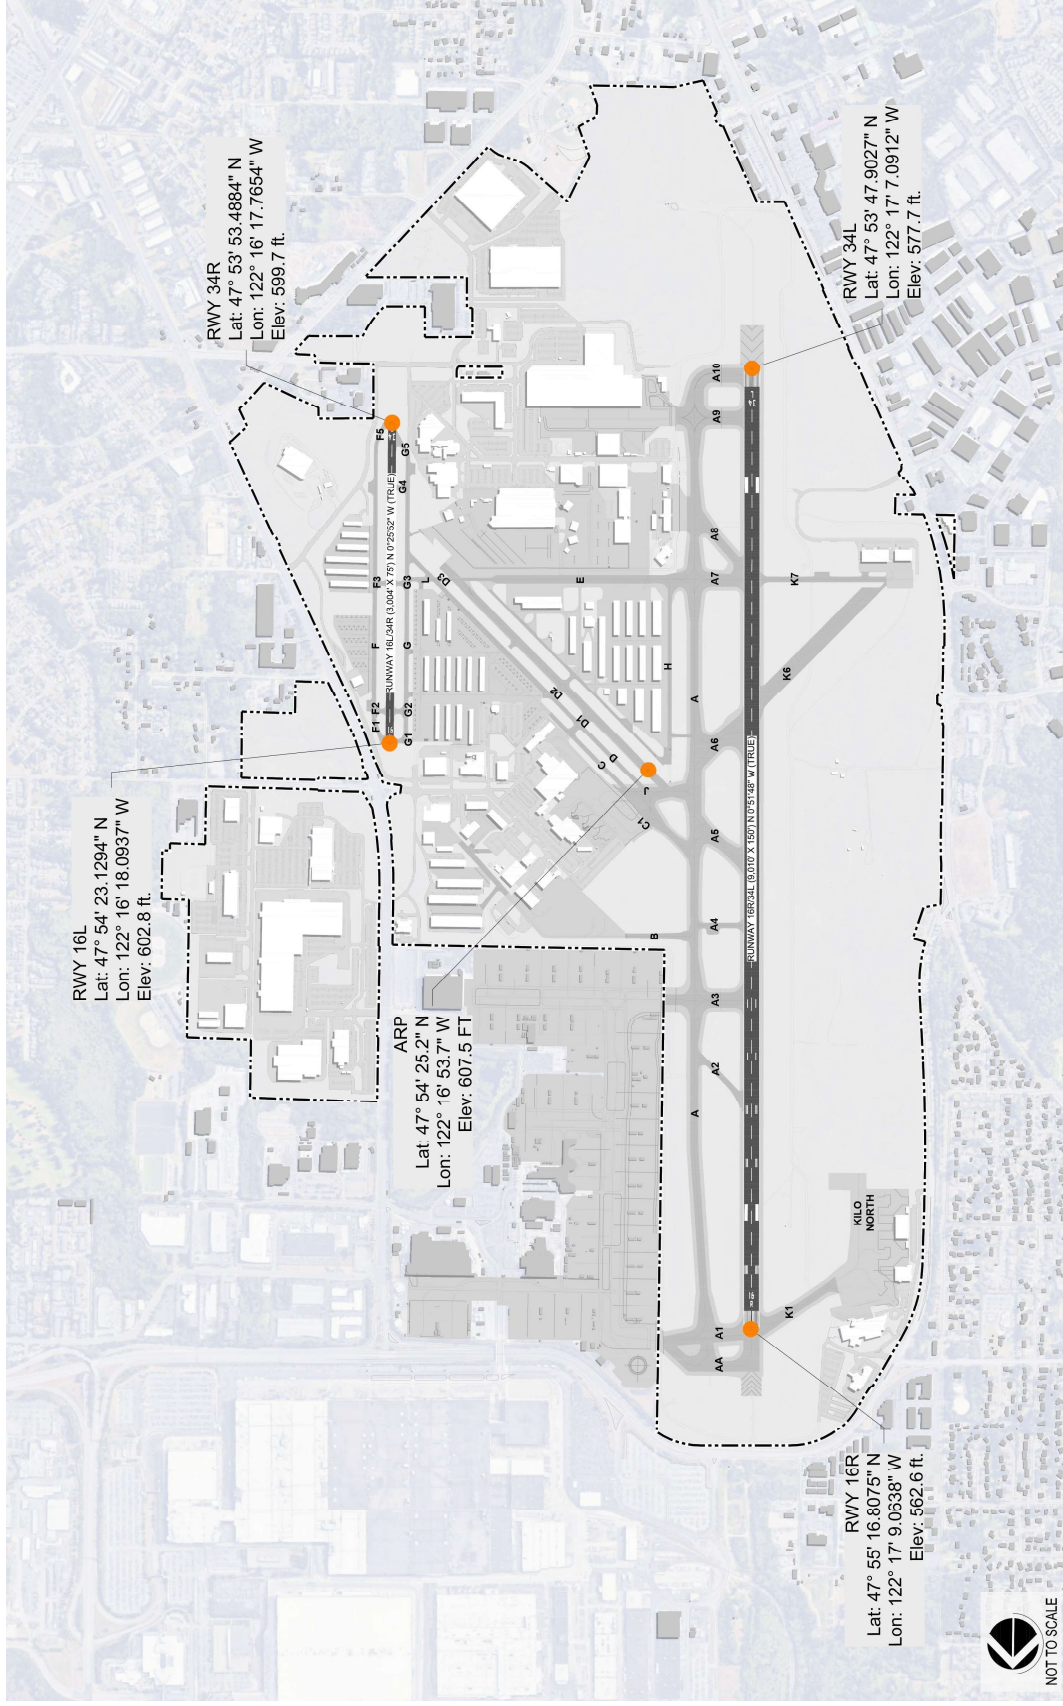 RWY 34R
Lat: 47° 53' 53.4884" N
Lon: 122° 16' 17.7654" W
Elev: 599.7 ft.
RWY 34L
Lat: 47° 53' 47.9027" N
Lon: 122° 17' 7.0912" W
Elev: 577.7 ft.
RWY 16L
Lat: 47° 54' 23.1294" N
Lon: 122° 16' 18.0937" W
Elev: 602.8 ft.
ARP
Lat: 47° 54' 25.2" N
Lon: 122° 16' 53.7" W
Elev: 607.5 FT
RWY 16R
Lat: 47° 55' 16.8075" N
Lon: 122° 17' 9.0638" W
Elev: 562.6 ft.
RUNWAY 16L/34R (3,004' X 75') N 0°25'52" W (TRUE)
RUNWAY 16R/34L (9,010' X 150') N 0°51'48" W (TRUE)
F1
F2
F
F3
F5
G1
G2
G
G3
G4
G5
L
D3
D2
D1
D
C
C1
J
E
H
B
A
A
AA
A1
A2
A3
A4
A5
A6
A7
A8
A9
A10
K1
K6
K7
KILO
NORTH
16
R
NOT TO SCALE